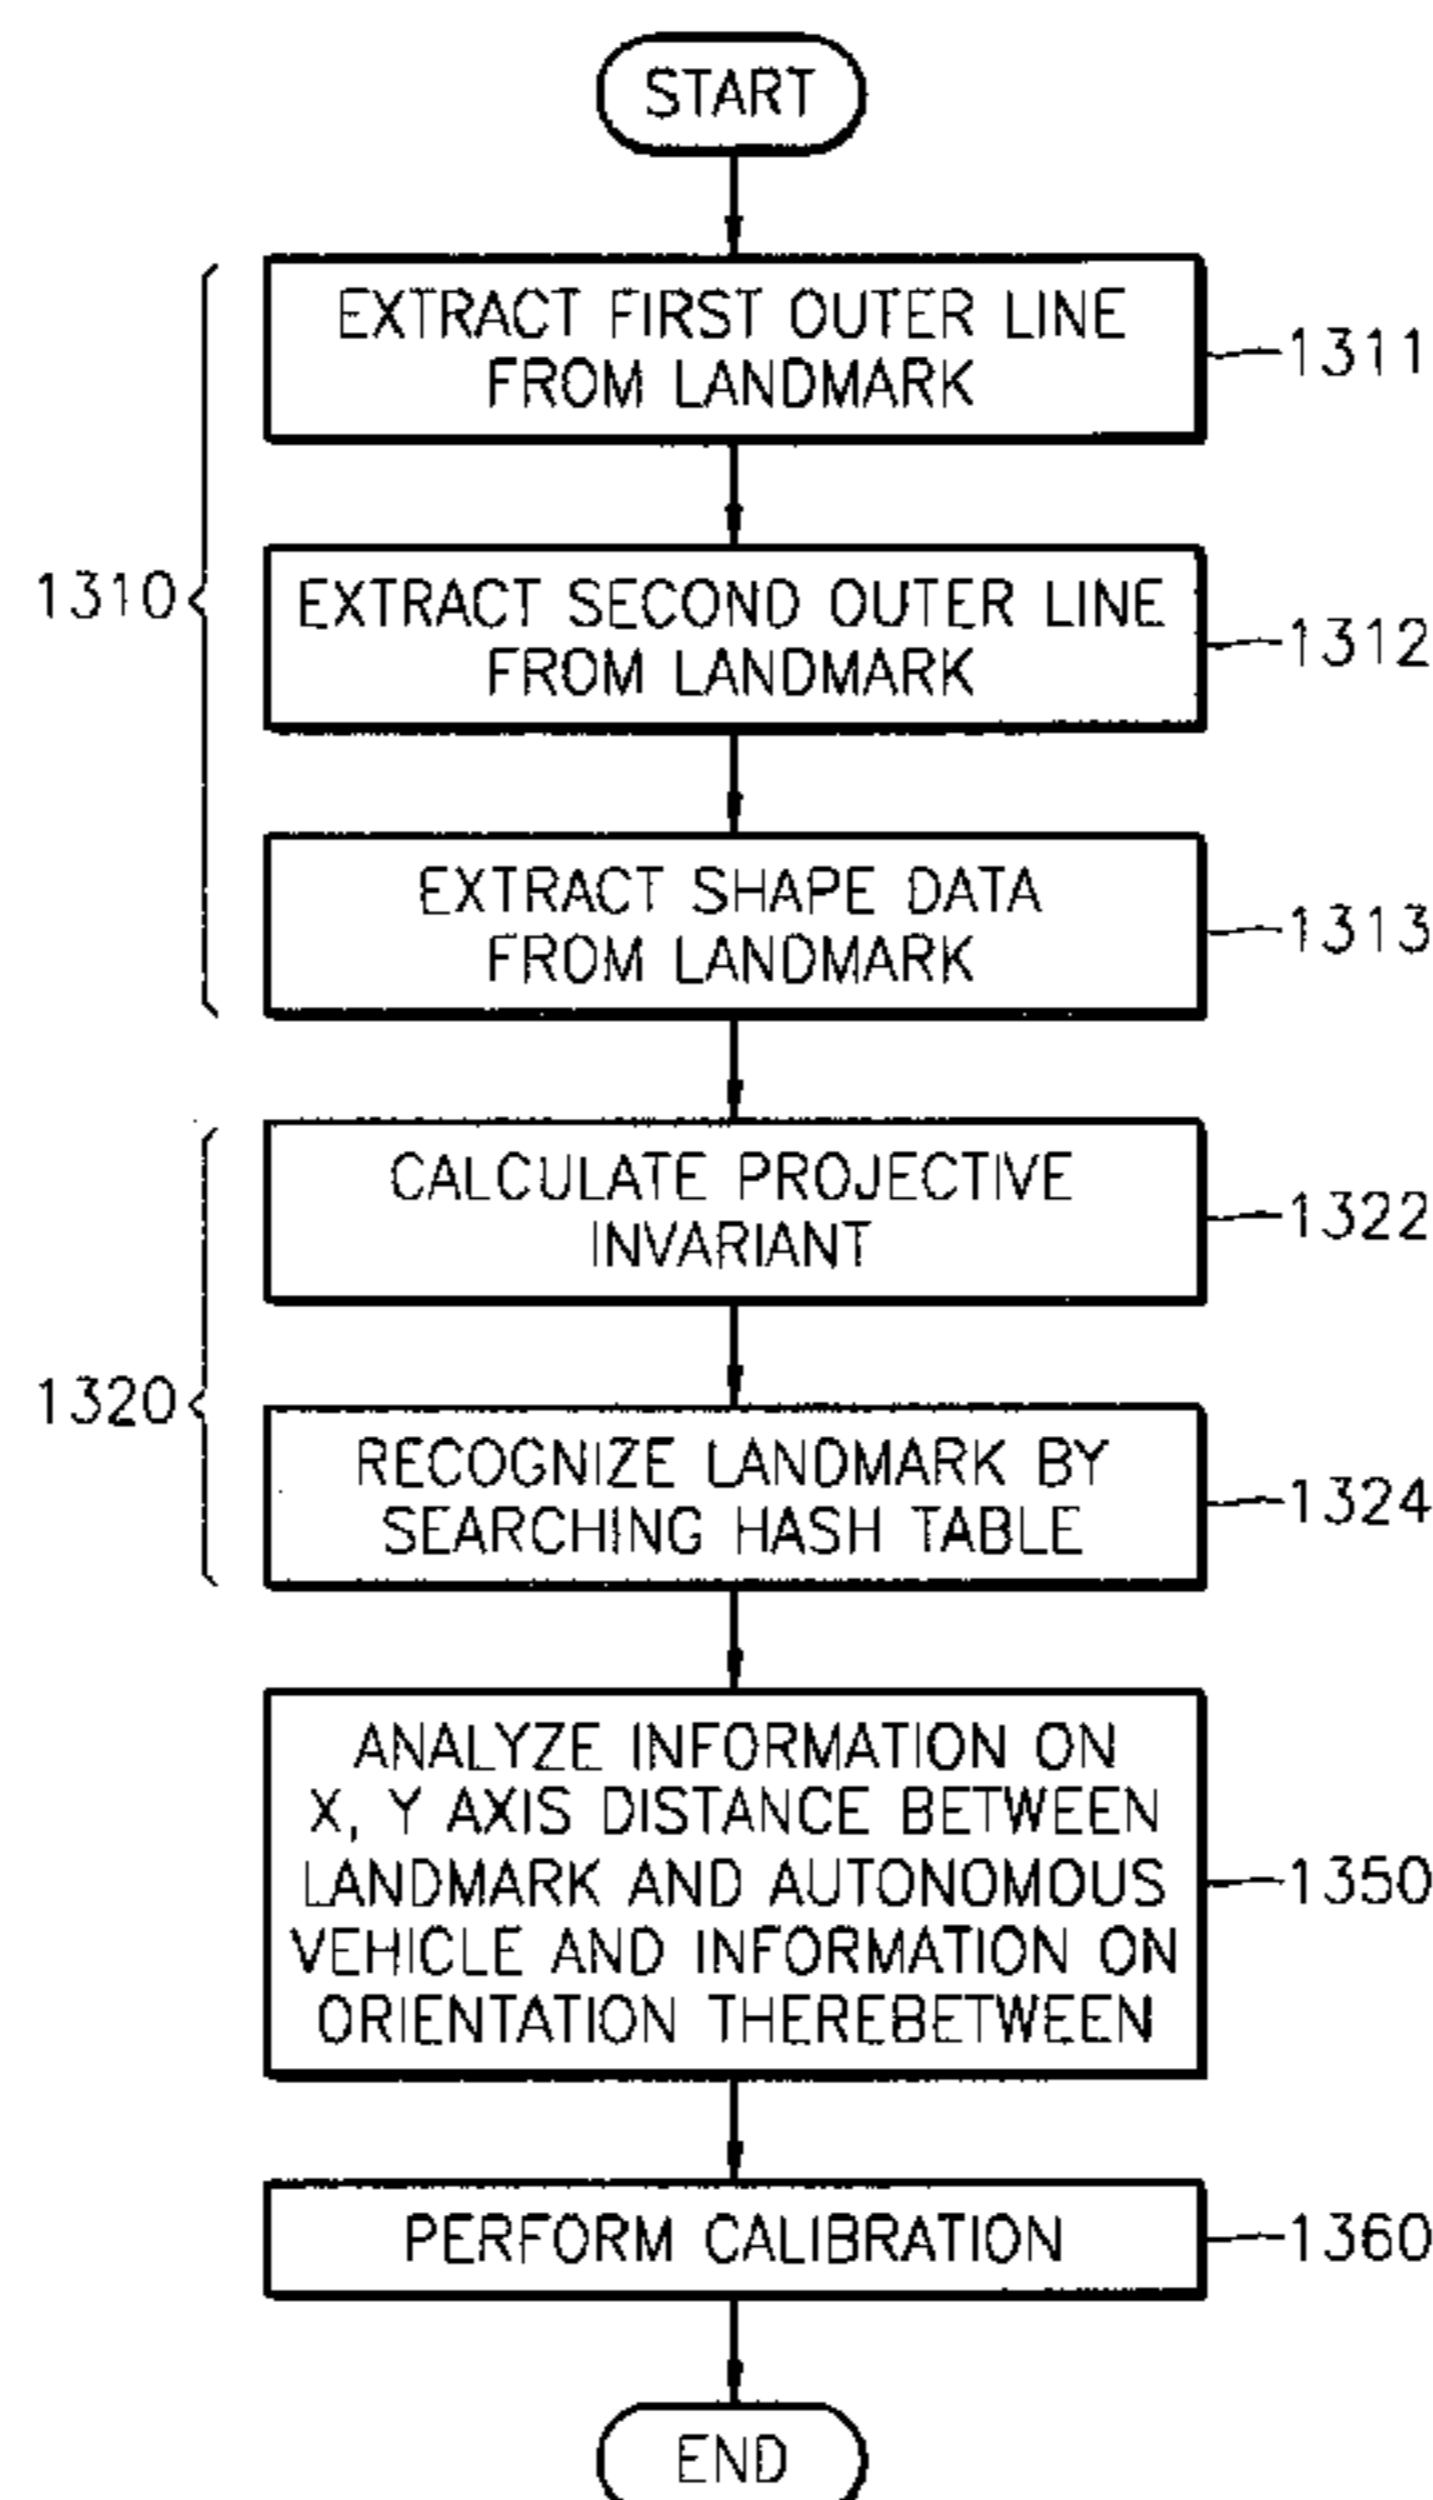 START
EXTRACT FIRST OUTER LINE
FROM LANDMARK
1311
1310
EXTRACT SECOND OUTER LINE
FROM LANDMARK
1312
EXTRACT SHAPE DATA
FROM LANDMARK
1313
CALCULATE PROJECTIVE
INVARIANT
1322
1320
RECOGNIZE LANDMARK BY
SEARCHING HASH TABLE
1324
ANALYZE INFORMATION ON
X, Y AXIS DISTANCE BETWEEN
LANDMARK AND AUTONOMOUS
VEHICLE AND INFORMATION ON
ORIENTATION THEREBETWEEN
1350
PERFORM CALIBRATION
1360
END